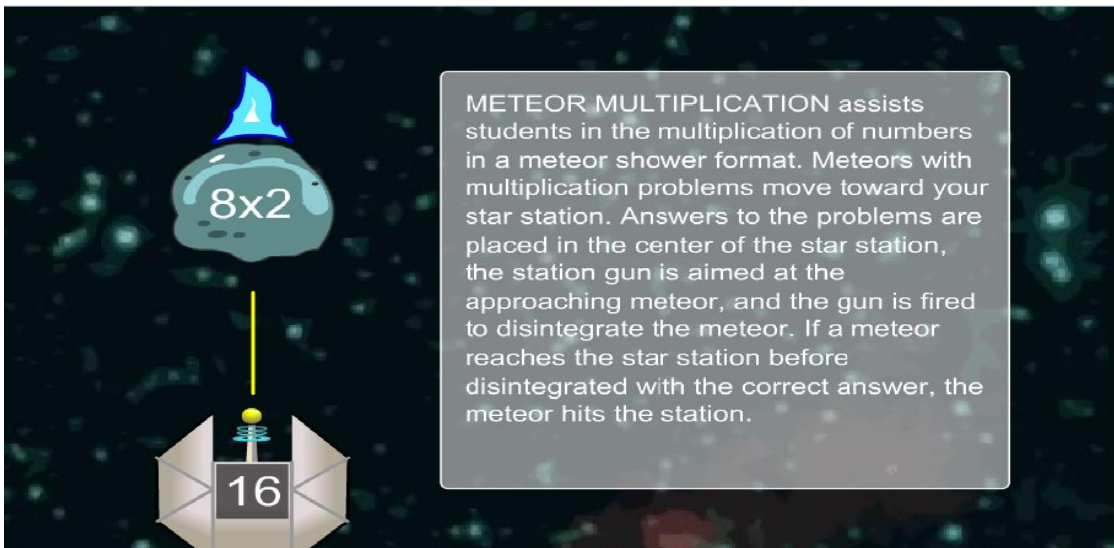 8x2
16
METEOR MULTIPLICATION assists
students in the multiplication of numbers
in a meteor shower format. Meteors with
multiplication problems move toward your
star station. Answers to the problems are
placed in the center of the star station,
the station gun is aimed at the
approaching meteor, and the gun is fired
to disintegrate the meteor. If a meteor
reaches the star station before
disintegrated with the correct answer, the
meteor hits the station.